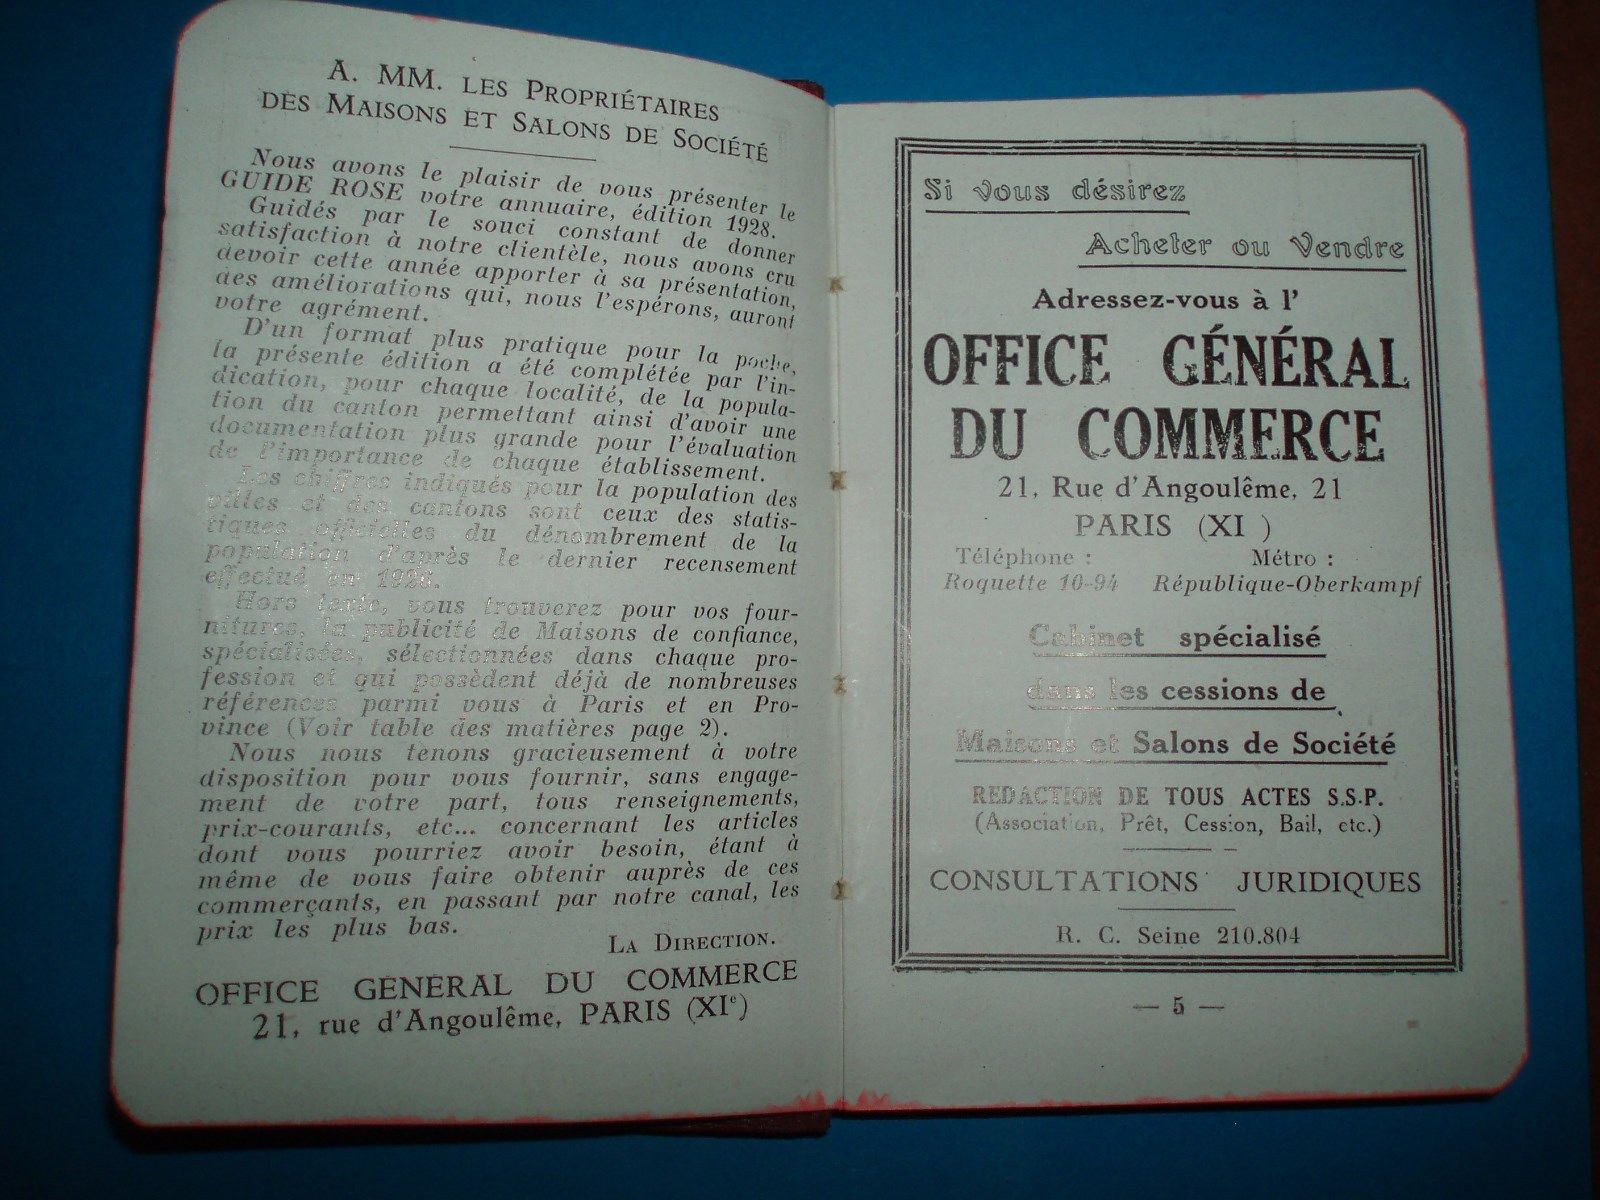 A. MM. LES PROPRIÉTAIRES
DES MAISONS ET SALONS DE SOCIÉTÉ
Nous avons le plaisir de vous présenter le
GUIDE ROSE votre annuaire, édition 1928.
Guidés par le souci constant de donner
satisfaction à notre clientèle, nous avons cru
devoir cette année apporter à sa présentation,
des améliorations qui, nous l'espérons, auront
votre agrément.
D'un format plus pratique pour la poche,
la présente édition a été complétée par l'in-
dication, pour chaque localité, de la popula-
tion du canton permettant ainsi d'avoir une
documentation plus grande pour l'évaluation
de l'importance de chaque établissement.
Les chiffres indiqués pour la population des
villes et des cantons sont ceux des statis-
tiques officielles du dénombrement de la
population d'après le dernier recensement
effectué en 1926.
Hors texte, vous trouverez pour vos four-
nitures, la publicité de Maisons de confiance,
spécialisées, sélectionnées dans chaque pro-
fession et qui possèdent déjà de nombreuses
références parmi vous à Paris et en Pro-
vince (Voir table des matières page 2).
Nous nous tenons gracieusement à votre
disposition pour vous fournir, sans engage-
ment de votre part, tous renseignements,
prix-courants, etc... concernant les articles
dont vous pourriez avoir besoin, étant à
même de vous faire obtenir auprès de ces
commerçants, en passant par notre canal, les
prix les plus bas.
LA DIRECTION.
OFFICE GÉNÉRAL DU COMMERCE
21, rue d'Angoulême, PARIS (XIe)
Si vous désirez
Acheter ou Vendre
Adressez-vous à l'
OFFICE GÉNÉRAL
DU COMMERCE
21, Rue d'Angoulême, 21
PARIS (XI )
Téléphone : Métro :
Roquette 10-94 République-Oberkampf
Cabinet spécialisé
dans les cessions de
Maisons et Salons de Société
REDACTION DE TOUS ACTES S.S.P.
(Association, Prêt, Cession, Bail, etc.)
CONSULTATIONS JURIDIQUES
R. C. Seine 210.804
— 5 —